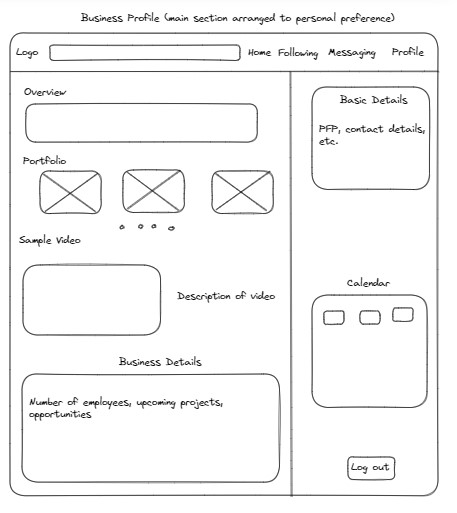 Business Profile (main section arranged to personal preference)
Logo
Home Following Messaging Profile
Overview
Basic Details
PFP, contact details,
etc.
Portfolio
Sample Video
Description of video
Calendar
Business Details
Number of employees, upcoming projects,
opportunities
Log out